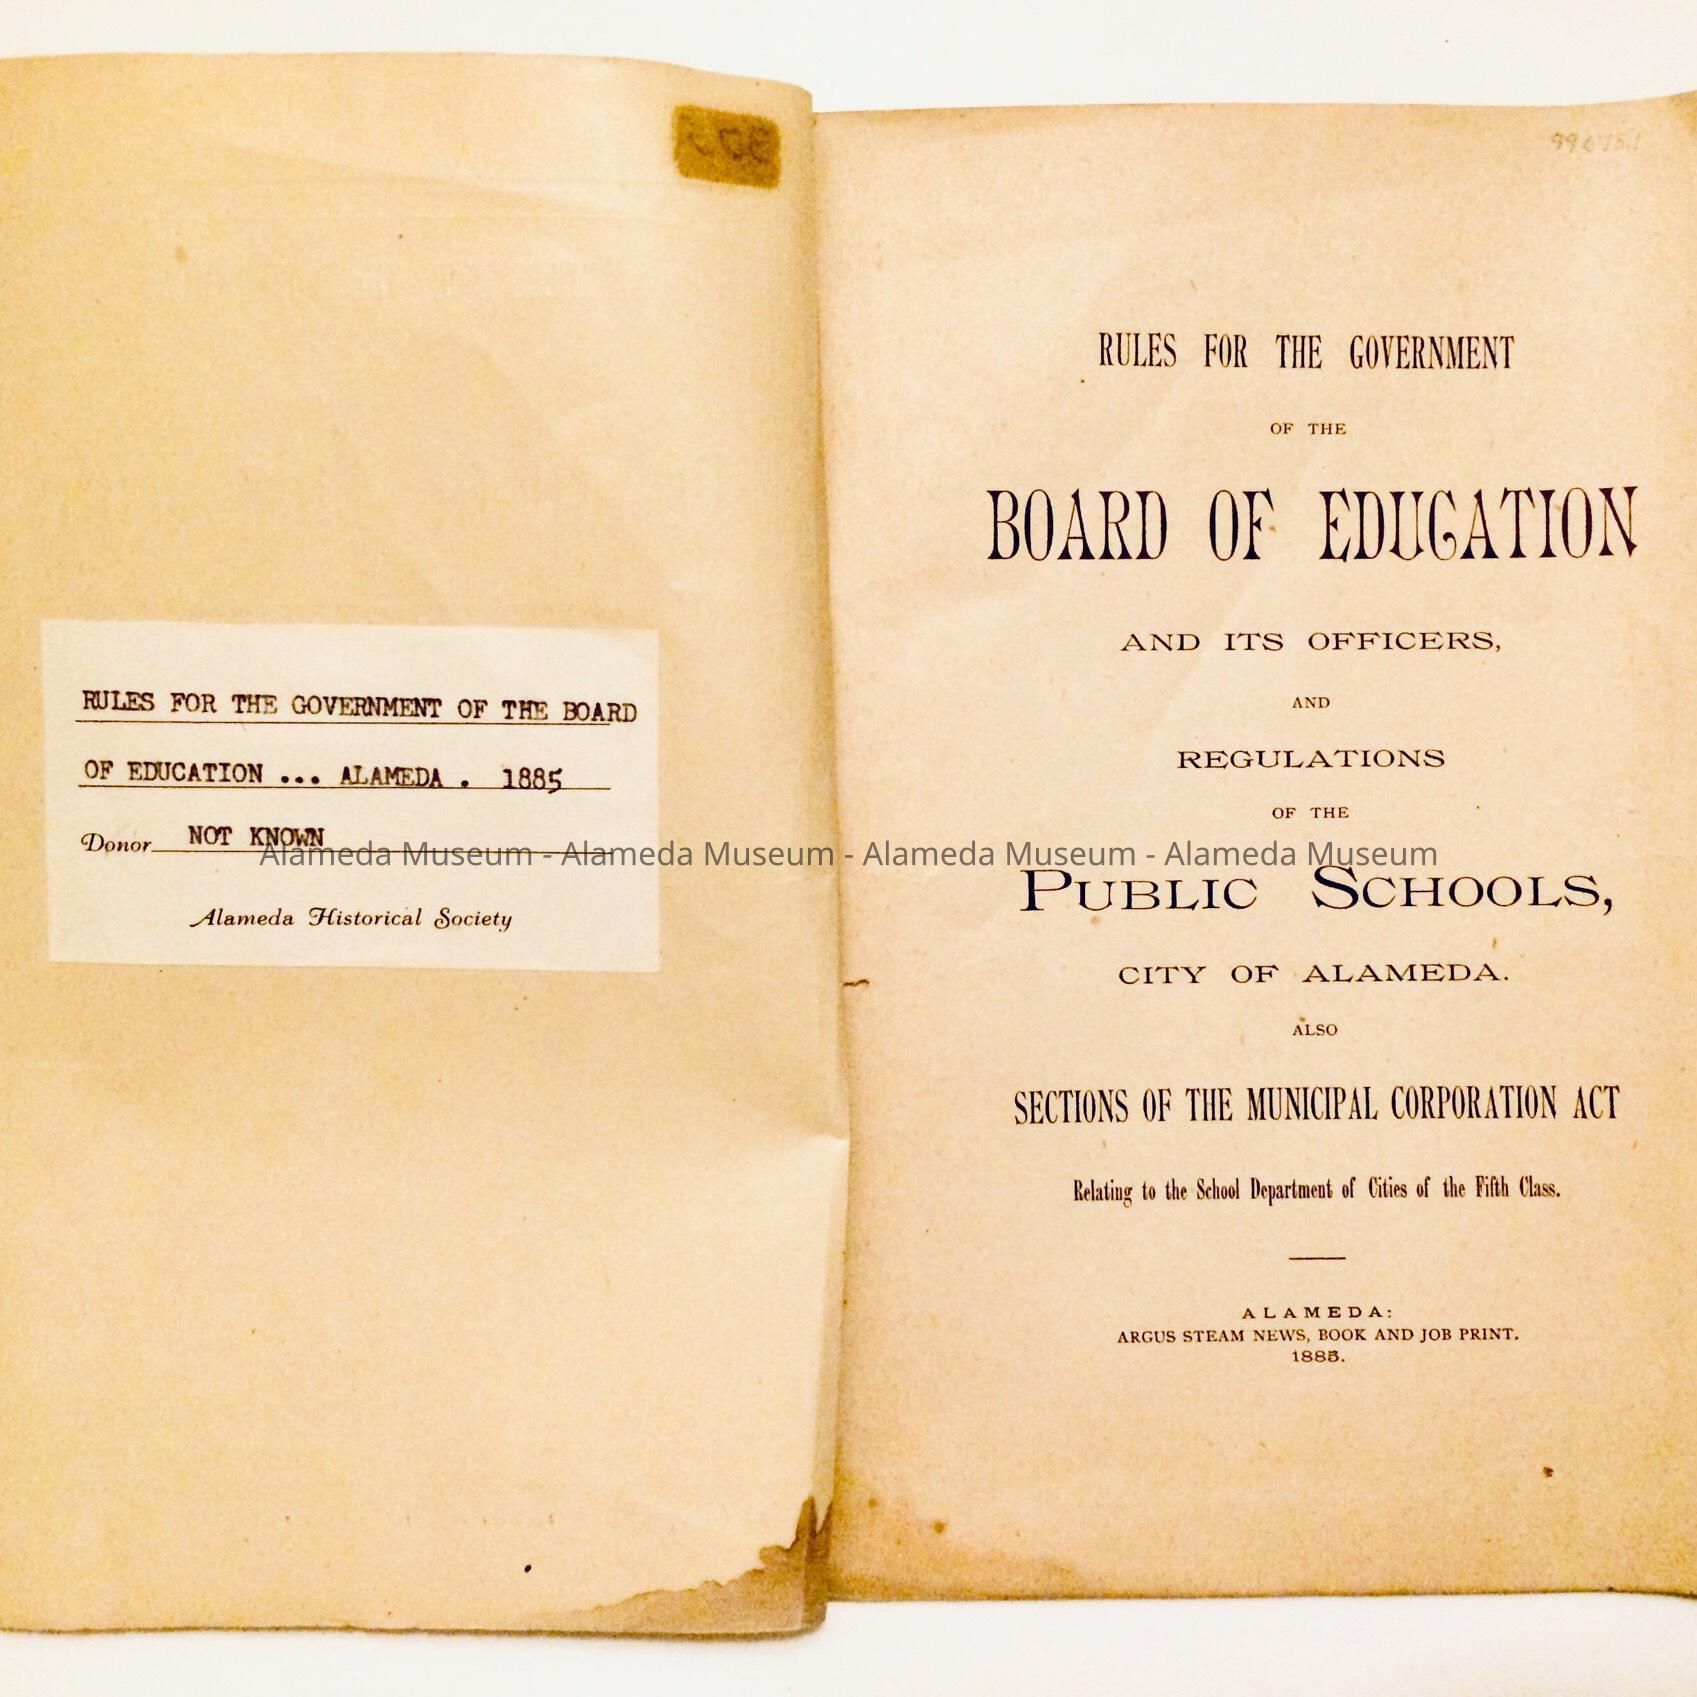 RULES FOR THE GOVERNMENT OF THE BOARD
OF EDUCATION ... ALAMEDA . 1885
Donor NOT KNOWN
Alameda Historical Society
RULES FOR THE GOVERNMENT
OF THE
BOARD OF EDUCATION
AND ITS OFFICERS,
AND
REGULATIONS
OF THE
PUBLIC SCHOOLS,
CITY OF ALAMEDA.
ALSO
SECTIONS OF THE MUNICIPAL CORPORATION ACT
Relating to the School Department of Cities of the Fifth Class.
ALAMEDA:
ARGUS STEAM NEWS, BOOK AND JOB PRINT.
1885.
Alameda Museum - Alameda Museum - Alameda Museum - Alameda Museum